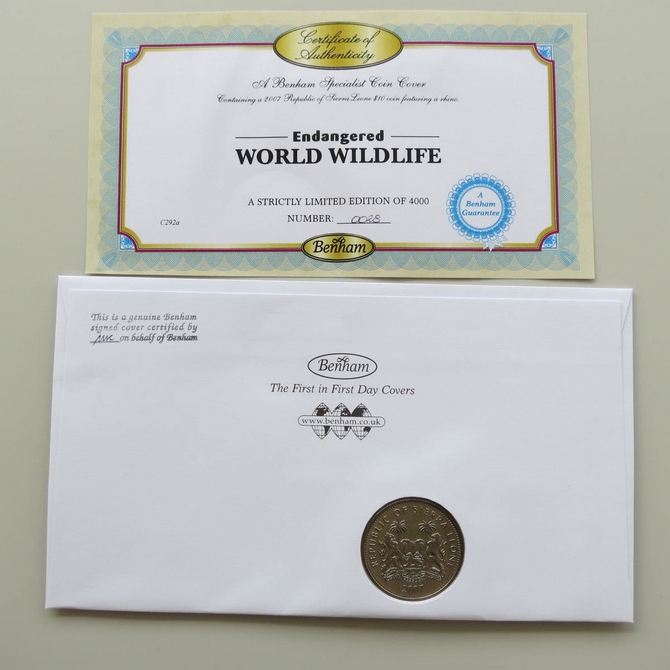 Certificate of
Authenticity
A Benham Specialist Coin Cover
Containing a 2007 Republic of Sierra Leone $10 coin featuring a rhino.
Endangered
WORLD WILDLIFE
A STRICTLY LIMITED EDITION OF 4000
NUMBER: 0028
C292a
A
Benham
Guarantee
Benham
This is a genuine Benham
signed cover certified by
on behalf of Benham
Benham
The First in First Day Covers
www.benham.co.uk
REPUBLIC OF SIERRA LEONE
2007